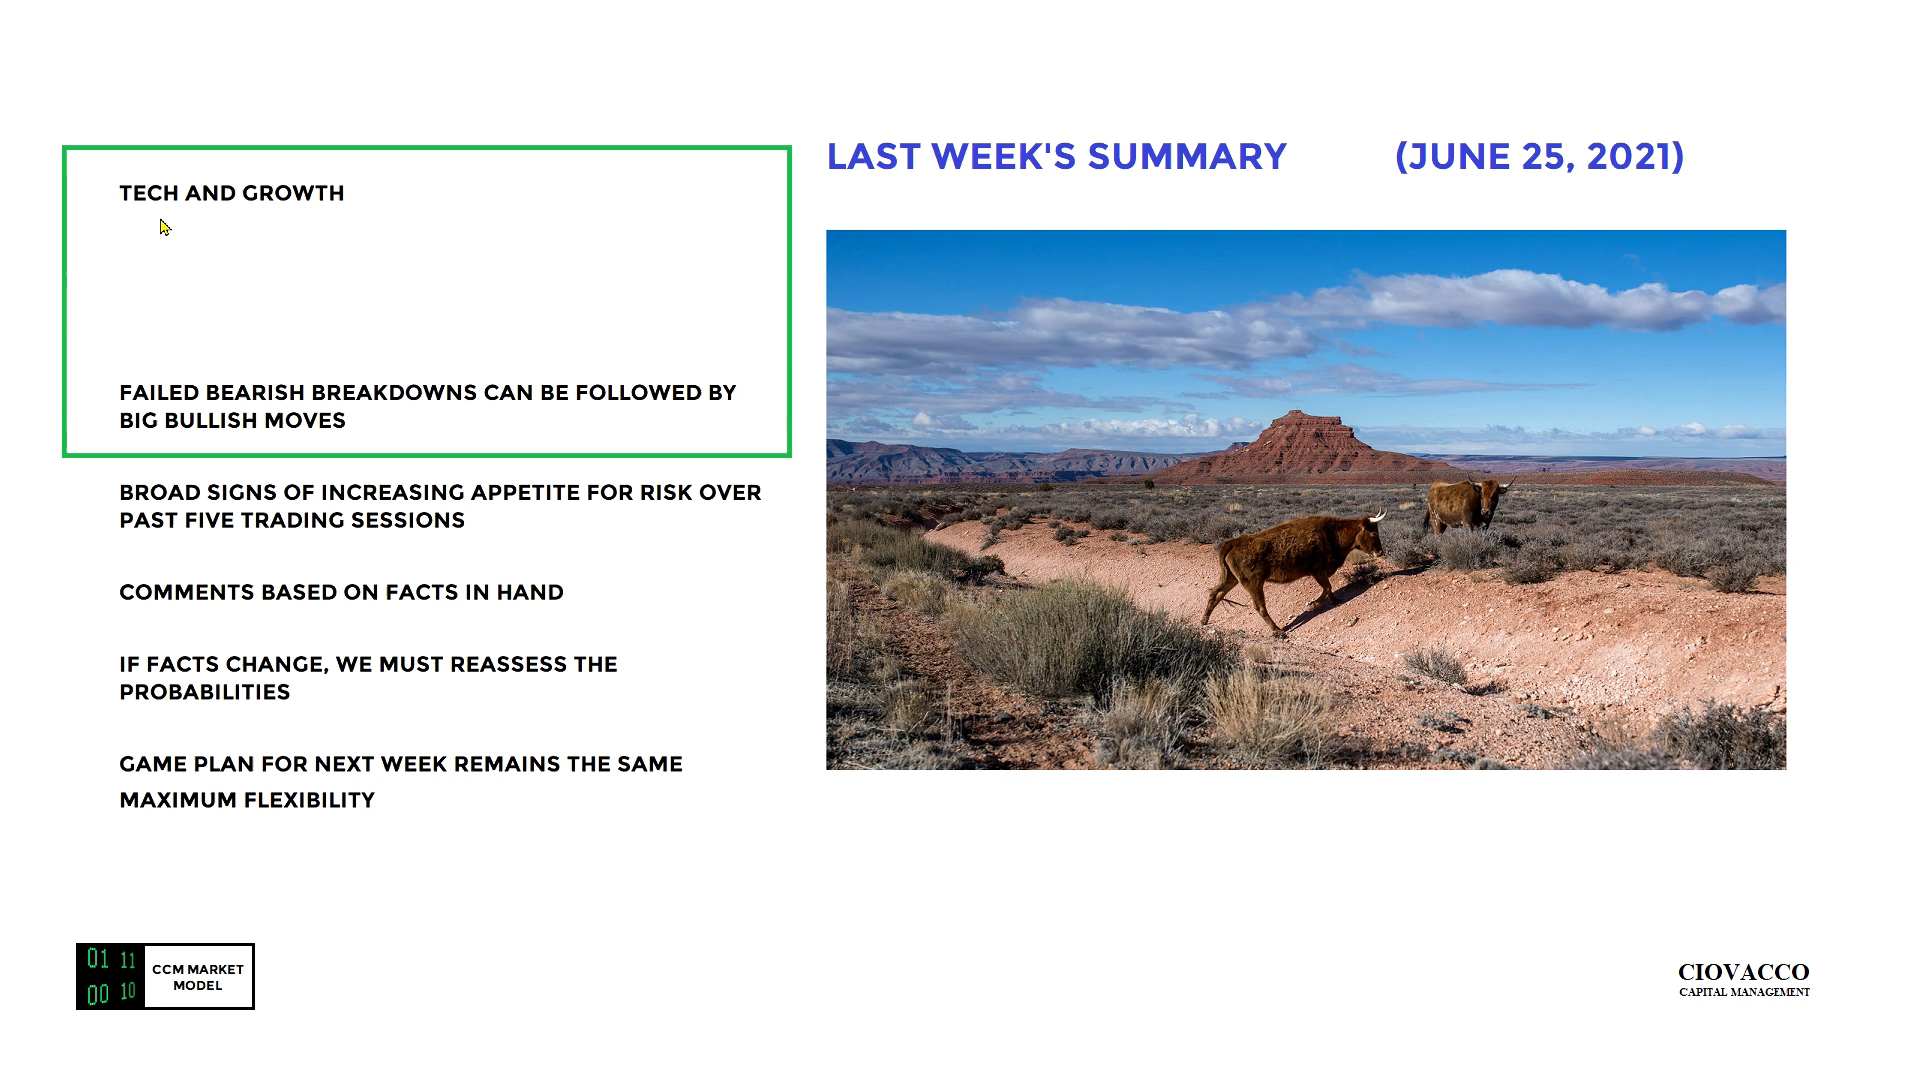 LAST WEEK'S SUMMARY (JUNE 25, 2021)
TECH AND GROWTH
FAILED BEARISH BREAKDOWNS CAN BE FOLLOWED BY
BIG BULLISH MOVES
BROAD SIGNS OF INCREASING APPETITE FOR RISK OVER
PAST FIVE TRADING SESSIONS
COMMENTS BASED ON FACTS IN HAND
IF FACTS CHANGE, WE MUST REASSESS THE
PROBABILITIES
GAME PLAN FOR NEXT WEEK REMAINS THE SAME
MAXIMUM FLEXIBILITY
01 11
00 10
CCM MARKET
MODEL
CIOVACCO
CAPITAL MANAGEMENT